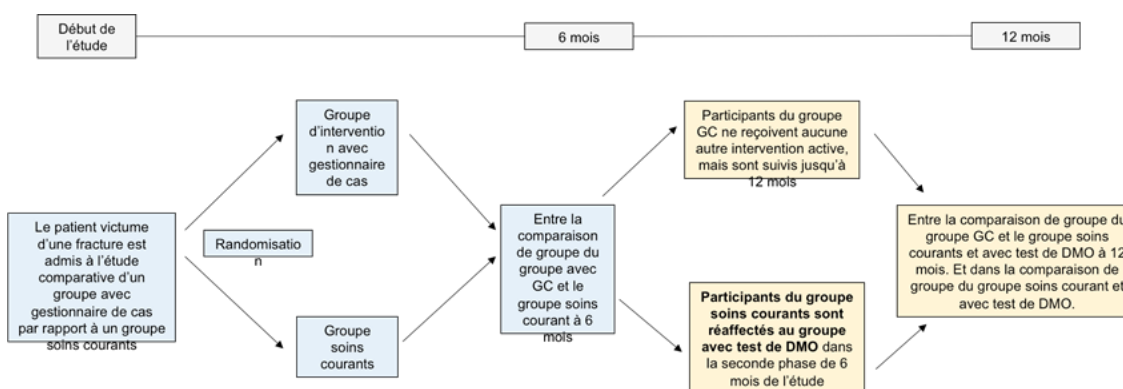 Début de
l'étude
6 mois
12 mois
Groupe
d'interventio
n avec
gestionnaire
de cas
Participants du groupe
GC ne reçoivent aucune
autre intervention active,
mais sont suivis jusqu'à
12 mois
Le patient victume
d'une fracture est
admis à l'étude
comparative d'un
groupe avec
gestionnaire de cas
par rapport à un groupe
soins courants
Randomisatio
n
Entre la
comparaison
de groupe du
groupe avec
GC et le
groupe soins
courant à 6
mois
Entre la comparaison de groupe du
groupe GC et le groupe soins
courants et avec test de DMO à 12
mois. Et dans la comparaison de
groupe du groupe soins courant et
avec test de DMO.
Groupe
soins
courants
Participants du groupe
soins courants sont
réaffectés au groupe
avec test de DMO dans
la seconde phase de 6
mois de l'étude